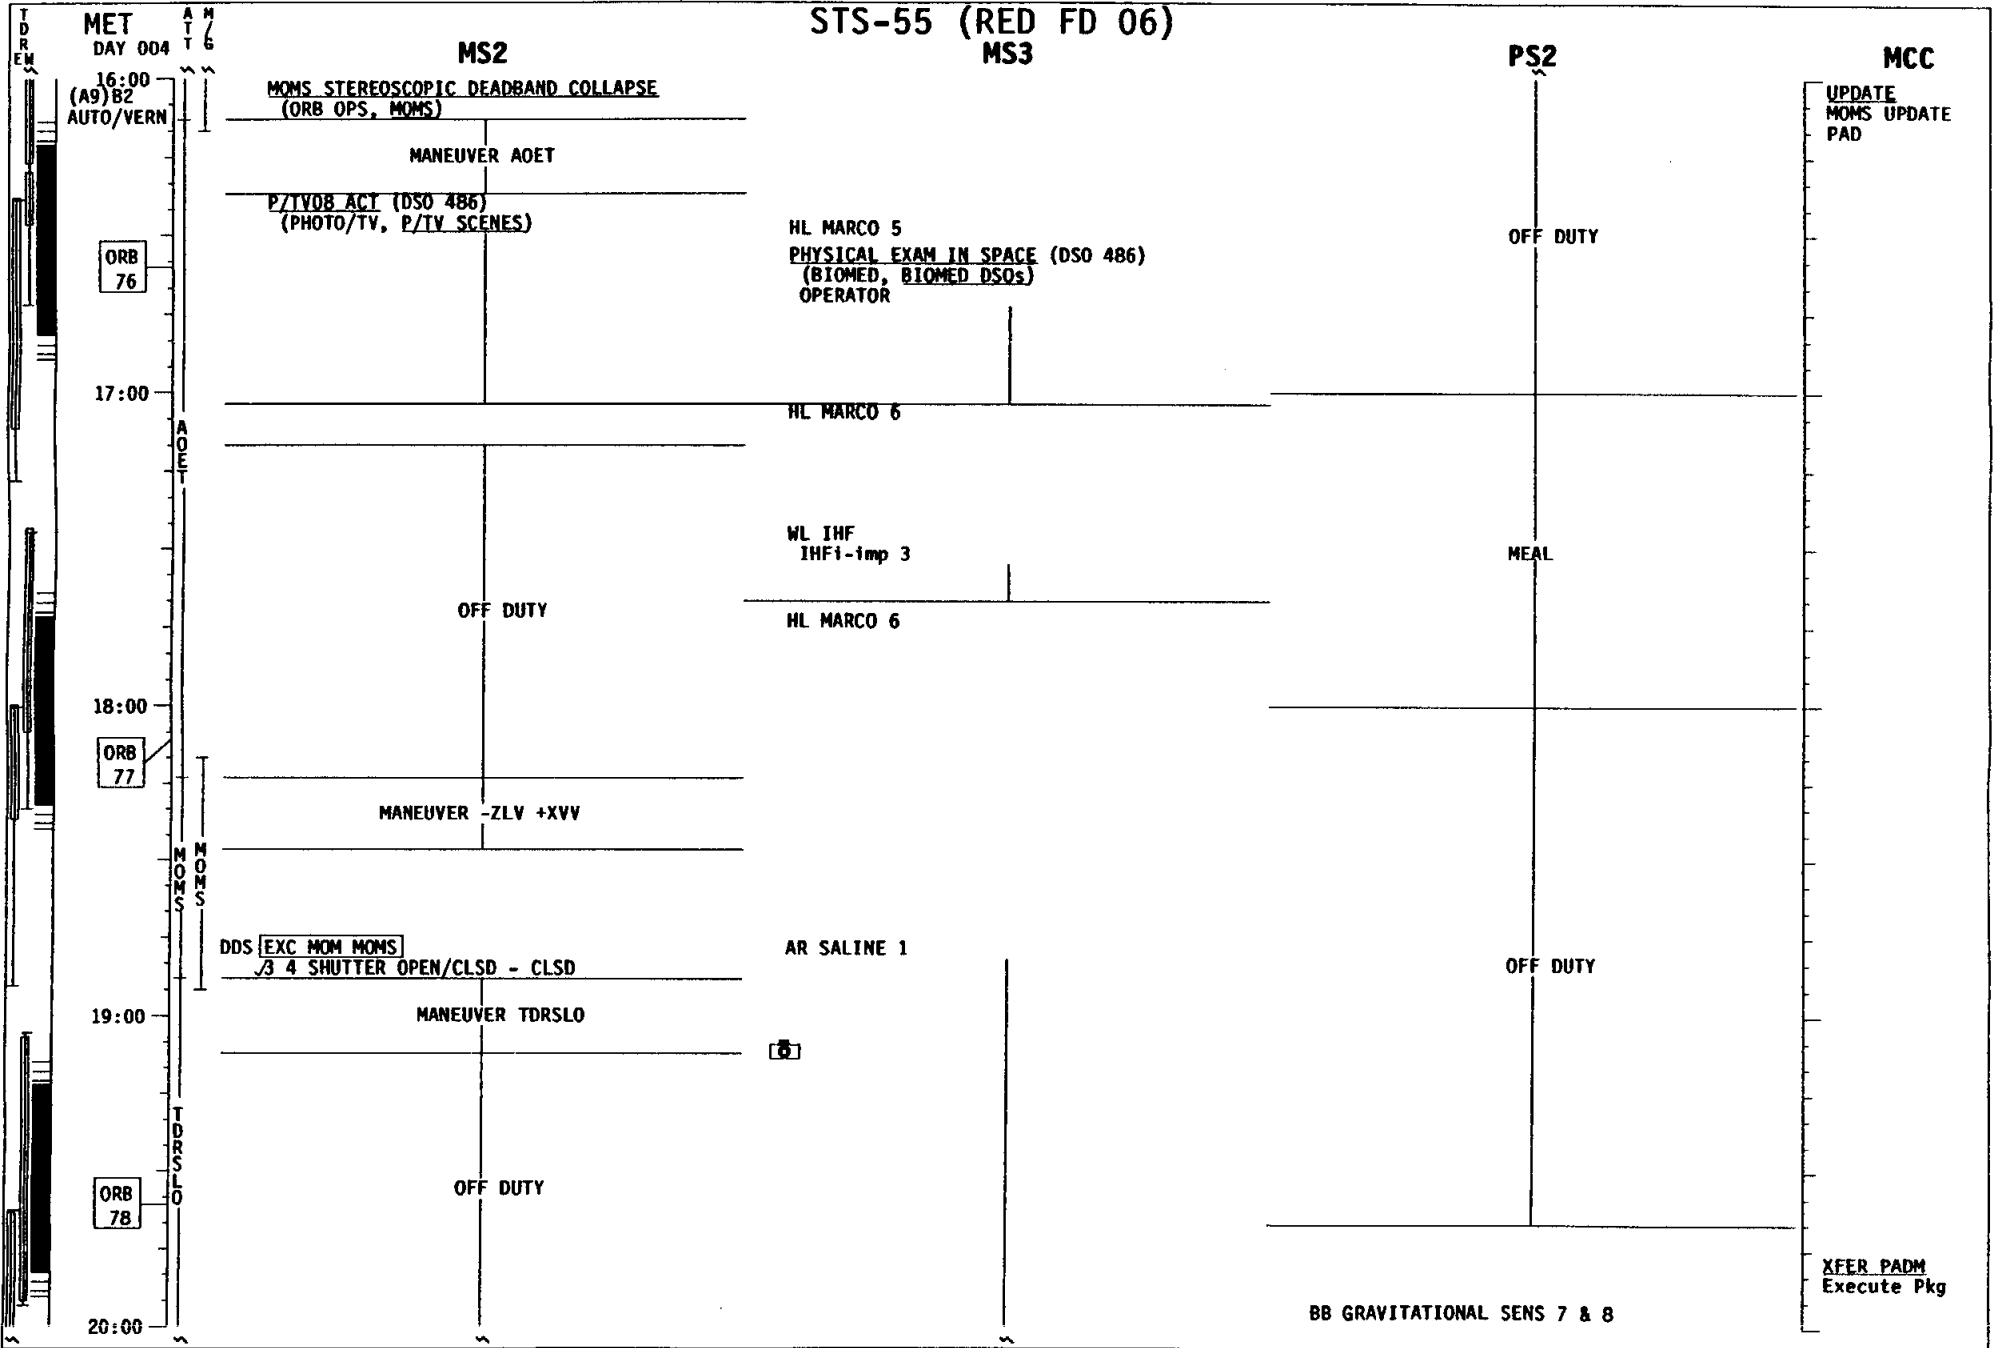 STS-55 (RED FD 06)
TDRE W
MET
DAY 004
ATT
M/G
MS2
MS3
PS2
MCC
16:00
(A9)B2
AUTO/VERN
MOMS STEREOSCOPIC DEADBAND COLLAPSE
(ORB OPS, MOMS)
UPDATE
MOMS UPDATE
PAD
MANEUVER AOET
P/TV08 ACT (DSO 486)
(PHOTO/TV, P/TV SCENES)
HL MARCO 5
PHYSICAL EXAM IN SPACE (DSO 486)
(BIOMED, BIOMED DSOs)
OPERATOR
OFF DUTY
ORB
76
17:00
HL MARCO 6
AOET
WL IHF
IHFi-imp 3
MEAL
OFF DUTY
HL MARCO 6
18:00
ORB
77
MANEUVER -ZLV +XVV
MOMS
MOMS
DDS EXC MOM MOMS
√3 4 SHUTTER OPEN/CLSD - CLSD
AR SALINE 1
OFF DUTY
19:00
MANEUVER TDRSLO
TDRSLO
ORB
78
OFF DUTY
XFER PADM
Execute Pkg
20:00
BB GRAVITATIONAL SENS 7 & 8